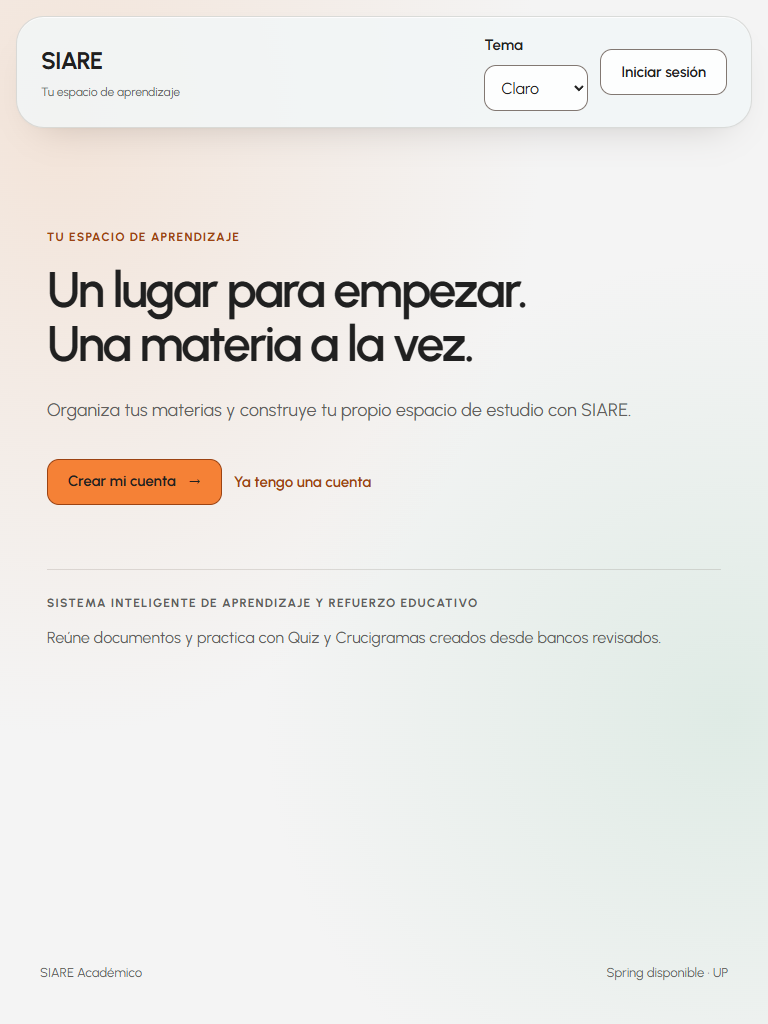 SIARE
Tu espacio de aprendizaje
Tema
Claro
Iniciar sesión
TU ESPACIO DE APRENDIZAJE
Un lugar para empezar.
Una materia a la vez.
Organiza tus materias y construye tu propio espacio de estudio con SIARE.
Crear mi cuenta →
Ya tengo una cuenta
SISTEMA INTELIGENTE DE APRENDIZAJE Y REFUERZO EDUCATIVO
Reúne documentos y practica con Quiz y Crucigramas creados desde bancos revisados.
SIARE Académico
Spring disponible · UP